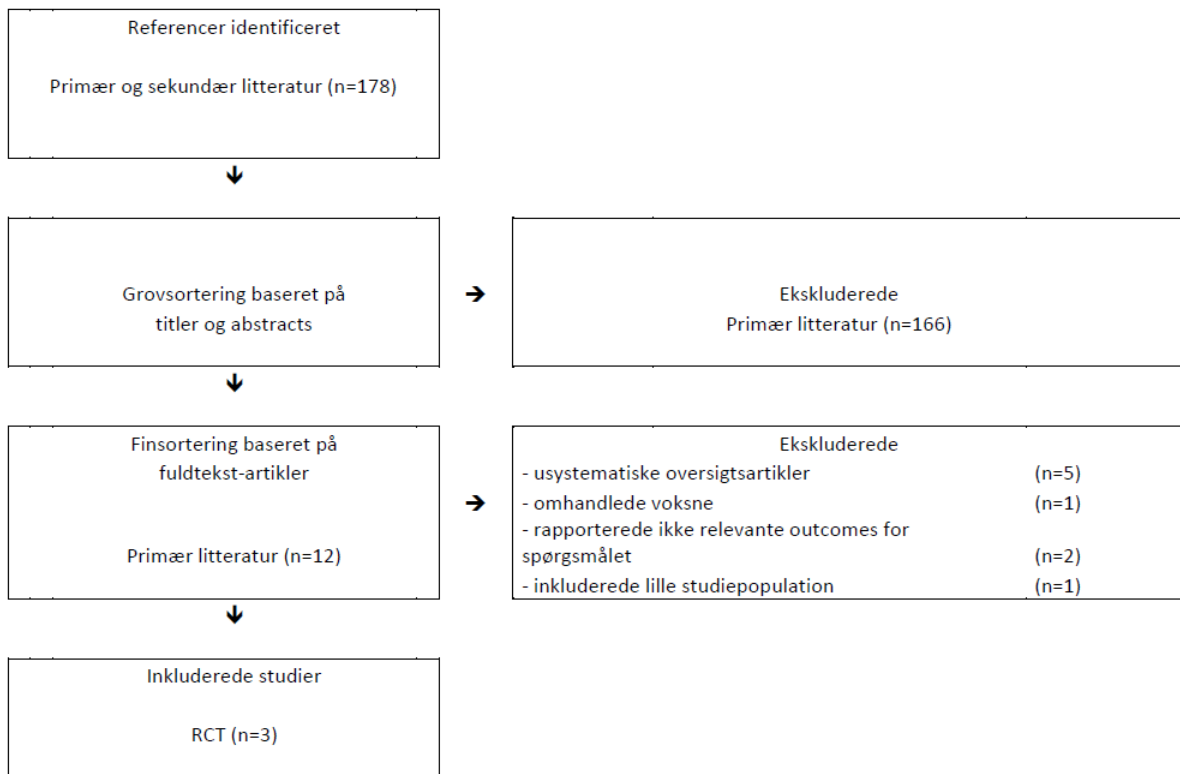 Referencer identificeret
Primær og sekundær litteratur (n=178)
Grovsortering baseret på
titler og abstracts
Ekskluderede
Primær litteratur (n=166)
Finsortering baseret på
fuldtekst-artikler
Primær litteratur (n=12)
Ekskluderede
- usystematiske oversigtsartikler (n=5)
- omhandlede voksne (n=1)
- rapporterede ikke relevante outcomes for
spørgsmålet (n=2)
- inkluderede lille studiepopulation (n=1)
Inkluderede studier
RCT (n=3)